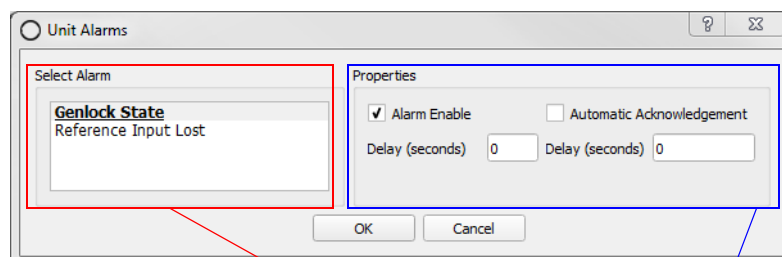 Unit Alarms
Select Alarm
Genlock State
Reference Input Lost
Properties
Alarm Enable
Automatic Acknowledgement
Delay (seconds) 0
Delay (seconds) 0
OK
Cancel